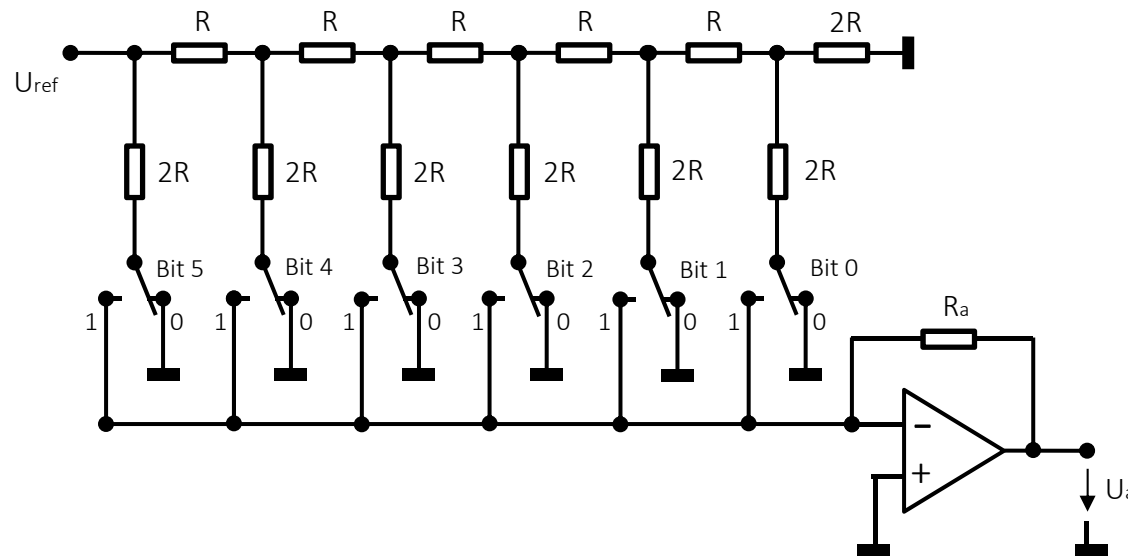 R R R R R 2R
Uref
2R 2R 2R 2R 2R 2R
Bit 5 Bit 4 Bit 3 Bit 2 Bit 1 Bit 0
1 0 1 0 1 0 1 0 1 0 1 0
Ra
−
+
Ua